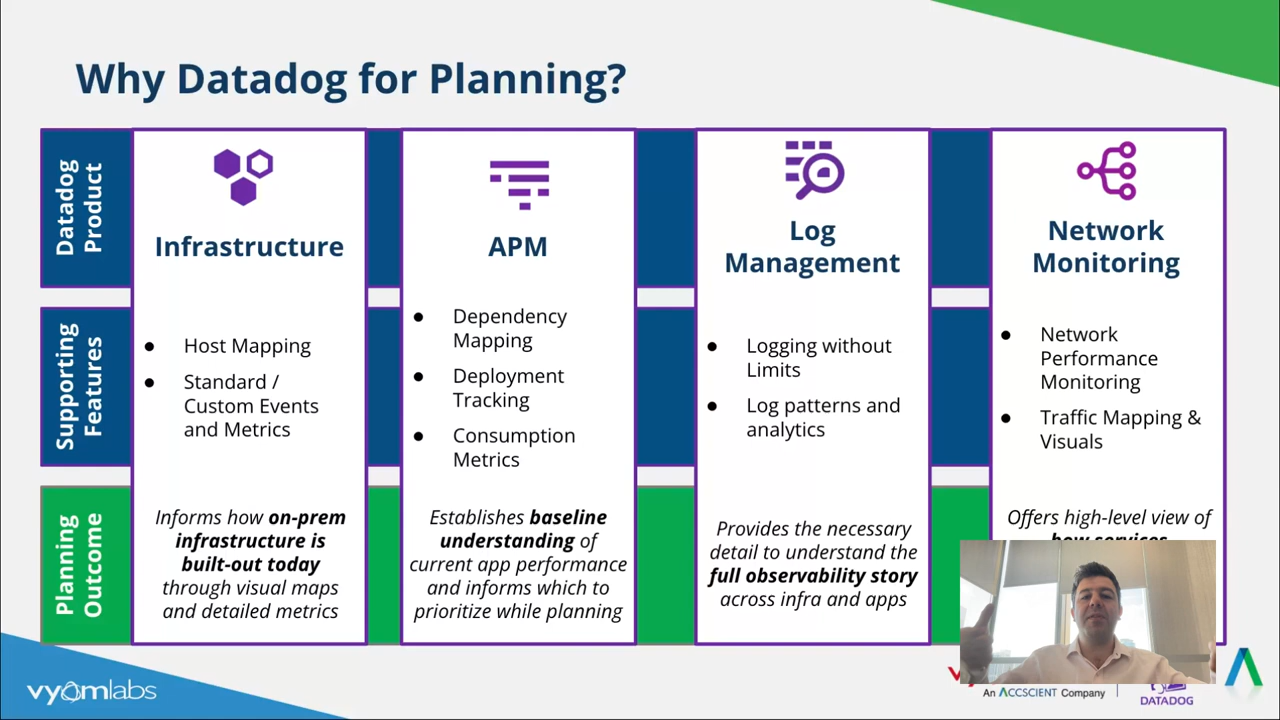 Why Datadog for Planning?
Datadog
Product
Infrastructure
APM
Log
Management
Network
Monitoring
Supporting
Features
● Host Mapping
● Standard /
Custom Events
and Metrics
● Dependency
Mapping
● Deployment
Tracking
● Consumption
Metrics
● Logging without
Limits
● Log patterns and
analytics
● Network
Performance
Monitoring
● Traffic Mapping &
Visuals
Planning
Outcome
Informs how on-prem
infrastructure is
built-out today
through visual maps
and detailed metrics
Establishes baseline
understanding of
current app performance
and informs which to
prioritize while planning
Provides the necessary
detail to understand the
full observability story
across infra and apps
Offers high-level view of
how services
vyomlabs
An ACCSCIENT Company
DATADOG